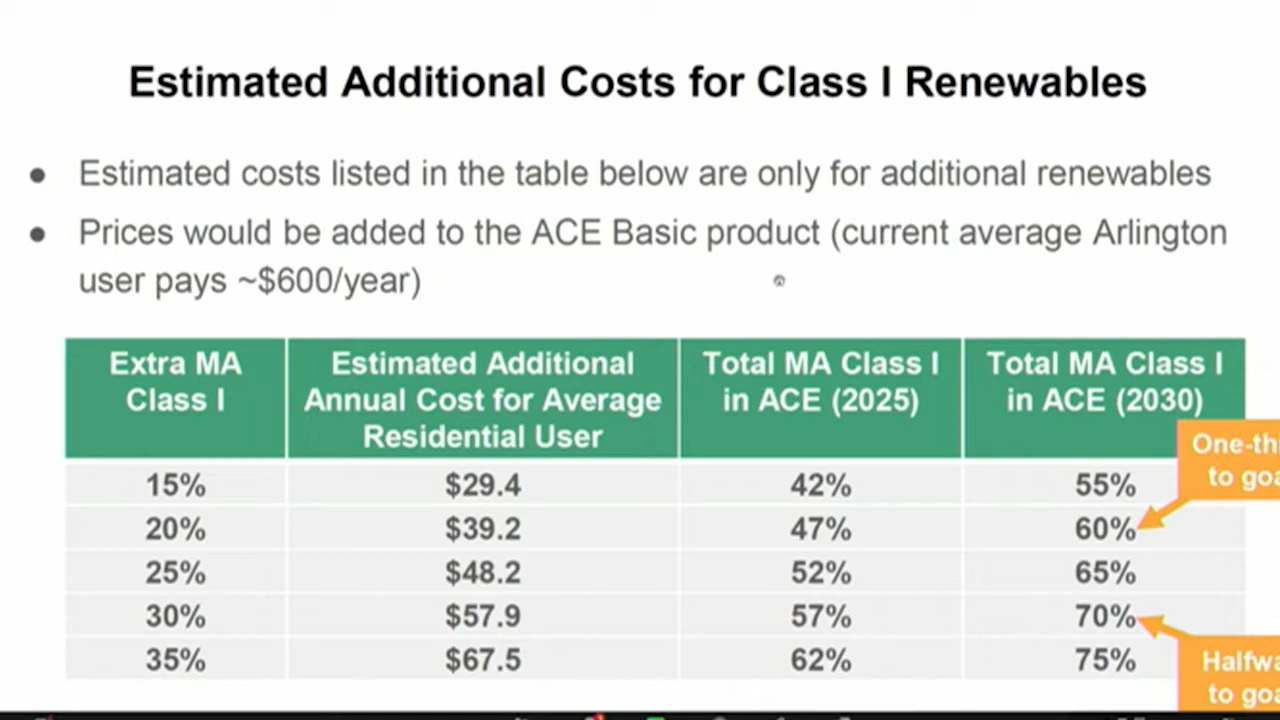 Estimated Additional Costs for Class I Renewables
● Estimated costs listed in the table below are only for additional renewables
● Prices would be added to the ACE Basic product (current average Arlington
user pays ~$600/year)
Extra MA
Class I
Estimated Additional
Annual Cost for Average
Residential User
Total MA Class I
in ACE (2025)
Total MA Class I
in ACE (2030)
15% $29.4 42% 55%
20% $39.2 47% 60%
25% $48.2 52% 65%
30% $57.9 57% 70%
35% $67.5 62% 75%
to
to